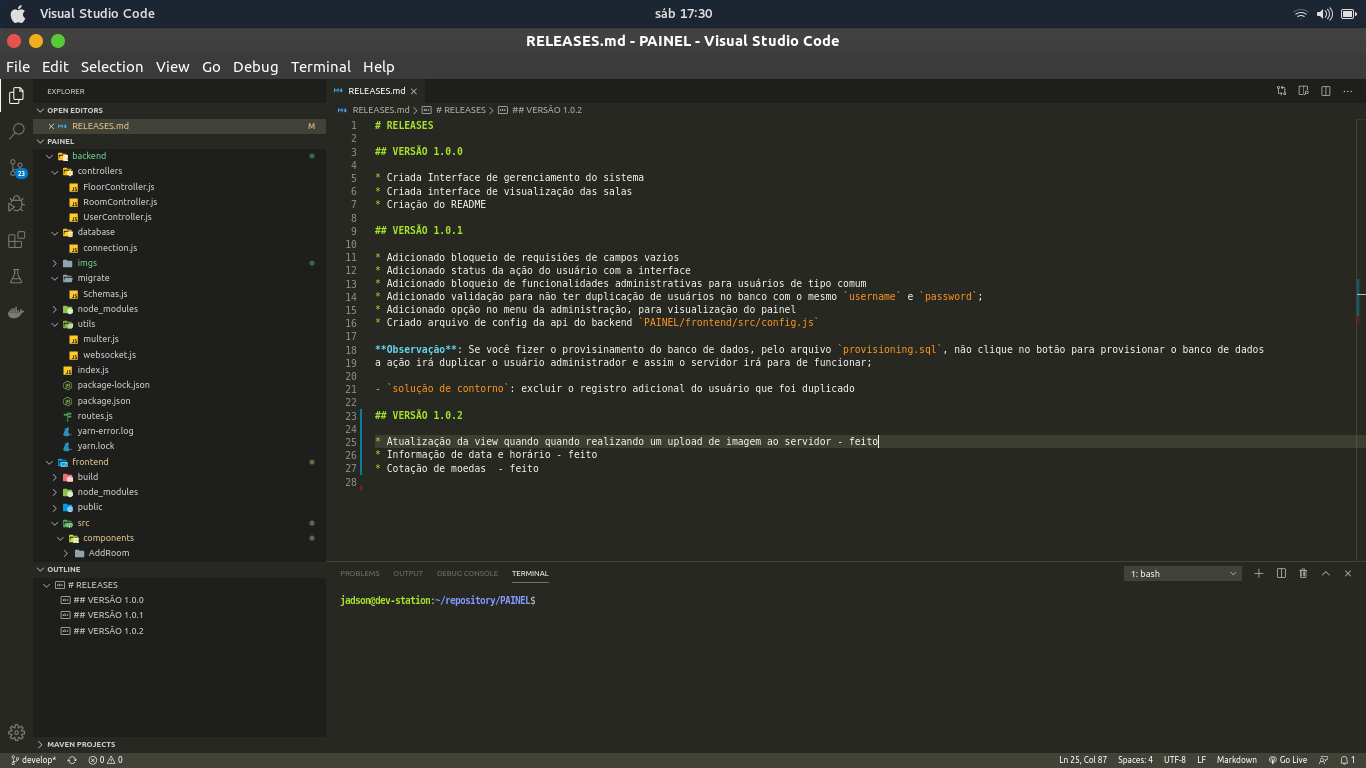 Visual Studio Code
sáb 17:30
RELEASES.md - PAINEL - Visual Studio Code
File Edit Selection View Go Debug Terminal Help
EXPLORER
OPEN EDITORS
RELEASES.md M
PAINEL
backend
controllers
FloorController.js
RoomController.js
UserController.js
database
connection.js
imgs
migrate
Schemas.js
node_modules
utils
multer.js
websocket.js
index.js
package-lock.json
package.json
routes.js
yarn-error.log
yarn.lock
frontend
build
node_modules
public
src
components
AddRoom
23
OUTLINE
# RELEASES
## VERSÃO 1.0.0
## VERSÃO 1.0.1
## VERSÃO 1.0.2
MAVEN PROJECTS
RELEASES.md
RELEASES.md > # RELEASES > ## VERSÃO 1.0.2
1 # RELEASES
2
3 ## VERSÃO 1.0.0
4
5 * Criada Interface de gerenciamento do sistema
6 * Criada interface de visualização das salas
7 * Criação do README
8
9 ## VERSÃO 1.0.1
10
11 * Adicionado bloqueio de requisiões de campos vazios
12 * Adicionado status da ação do usuário com a interface
13 * Adicionado bloqueio de funcionalidades administrativas para usuários de tipo comum
14 * Adicionado validação para não ter duplicação de usuários no banco com o mesmo `username` e `password`;
15 * Adicionado opção no menu da administração, para visualização do painel
16 * Criado arquivo de config da api do backend `PAINEL/frontend/src/config.js`
17
18 **Observação**: Se você fizer o provisinamento do banco de dados, pelo arquivo `provisioning.sql`, não clique no botão para provisionar o banco de dados
19 a ação irá duplicar o usuário administrador e assim o servidor irá para de funcionar;
20
21 - `solução de contorno`: excluir o registro adicional do usuário que foi duplicado
22
23 ## VERSÃO 1.0.2
24
25 * Atualização da view quando quando realizando um upload de imagem ao servidor - feito
26 * Informação de data e horário - feito
27 * Cotação de moedas  - feito
28
PROBLEMS OUTPUT DEBUG CONSOLE TERMINAL
1: bash
jadson@dev-station:~/repository/PAINEL$
develop* 0 0
Ln 25, Col 87 Spaces: 4 UTF-8 LF Markdown Go Live 1